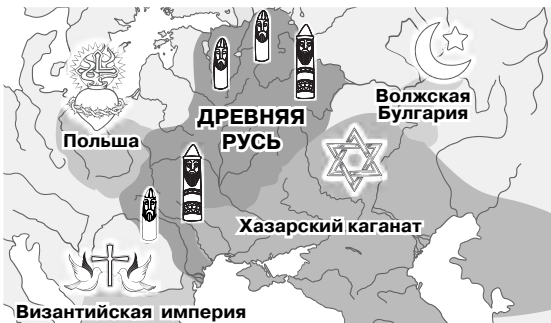 Волжская
Булгария
ДРЕВНЯЯ
РУСЬ
Польша
Хазарский каганат
Византийская империя